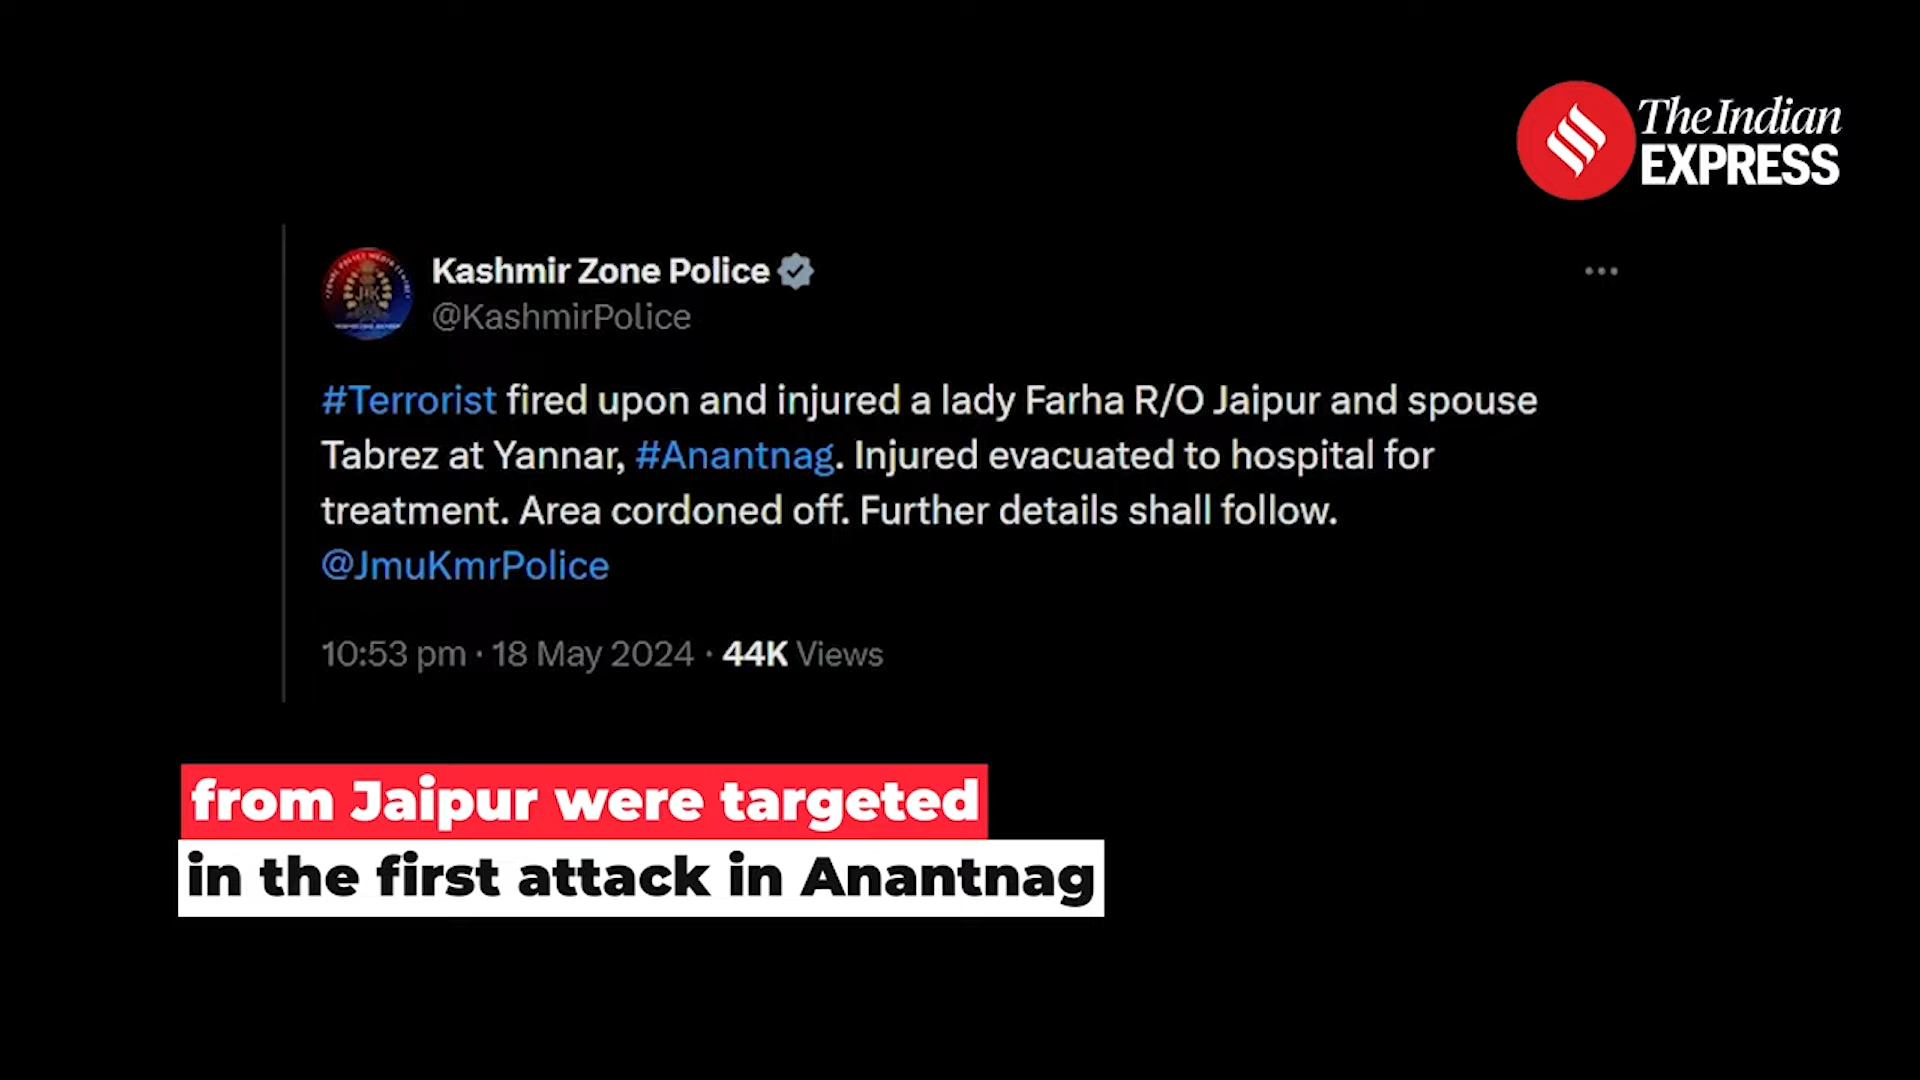 The Indian
EXPRESS
Kashmir Zone Police
@KashmirPolice
#Terrorist fired upon and injured a lady Farha R/O Jaipur and spouse
Tabrez at Yannar, #Anantnag. Injured evacuated to hospital for
treatment. Area cordoned off. Further details shall follow.
@JmuKmrPolice
10:53 pm · 18 May 2024 · 44K Views
from Jaipur were targeted
in the first attack in Anantnag